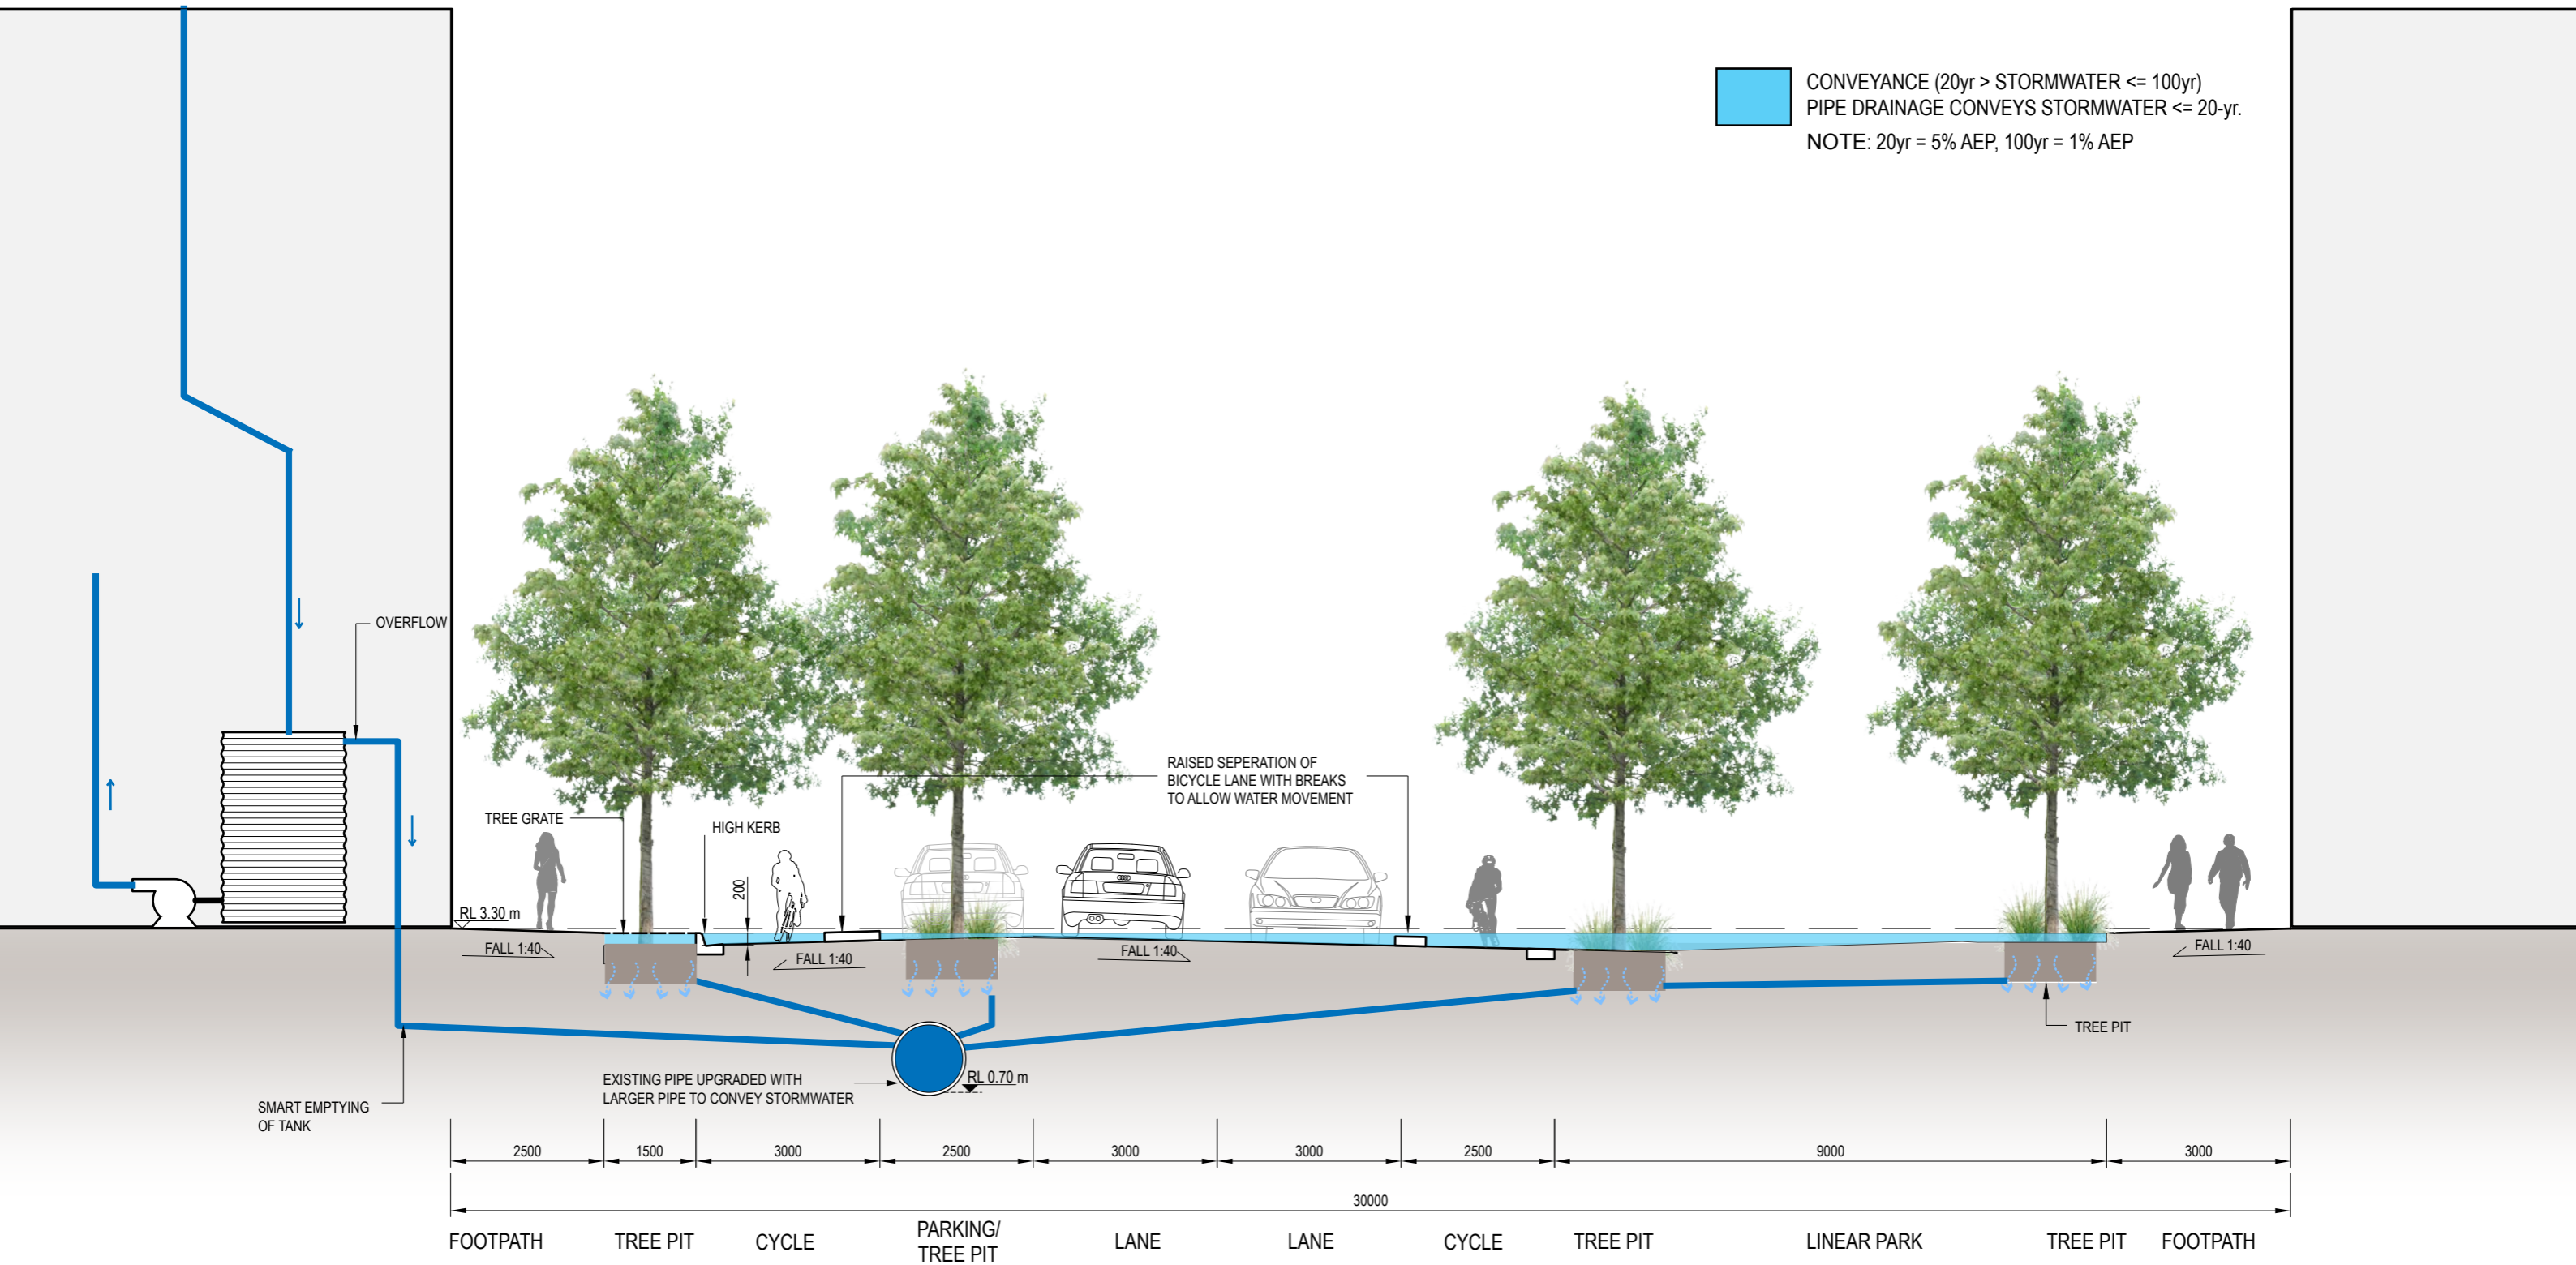 CONVEYANCE (20yr > STORMWATER <= 100yr)
PIPE DRAINAGE CONVEYS STORMWATER <= 20-yr.
NOTE: 20yr = 5% AEP, 100yr = 1% AEP
OVERFLOW
RAISED SEPERATION OF
BICYCLE LANE WITH BREAKS
TO ALLOW WATER MOVEMENT
TREE GRATE
HIGH KERB
200
RL 3.30 m
FALL 1:40
FALL 1:40
FALL 1:40
FALL 1:40
TREE PIT
EXISTING PIPE UPGRADED WITH
LARGER PIPE TO CONVEY STORMWATER
RL 0.70 m
SMART EMPTYING
OF TANK
2500 1500 3000 2500 3000 3000 2500 9000 3000
30000
FOOTPATH TREE PIT CYCLE PARKING/ LANE LANE CYCLE TREE PIT LINEAR PARK TREE PIT FOOTPATH
TREE PIT